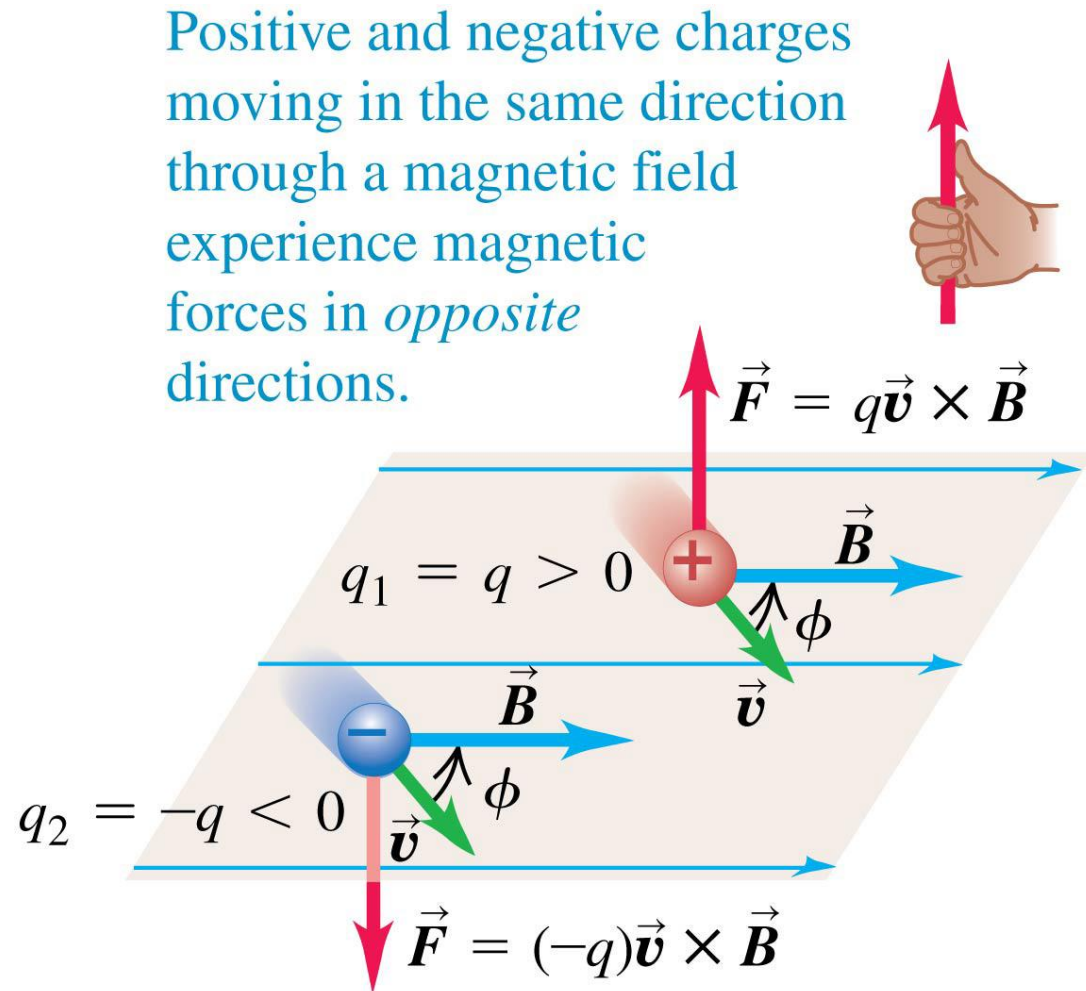 Positive and negative charges
moving in the same direction
through a magnetic field
experience magnetic
forces in opposite
directions.
F⃗ = qv⃗ × B⃗
B⃗
q₁ = q > 0
+
ϕ
v⃗
B⃗
−
ϕ
q₂ = −q < 0
v⃗
F⃗ = (−q)v⃗ × B⃗